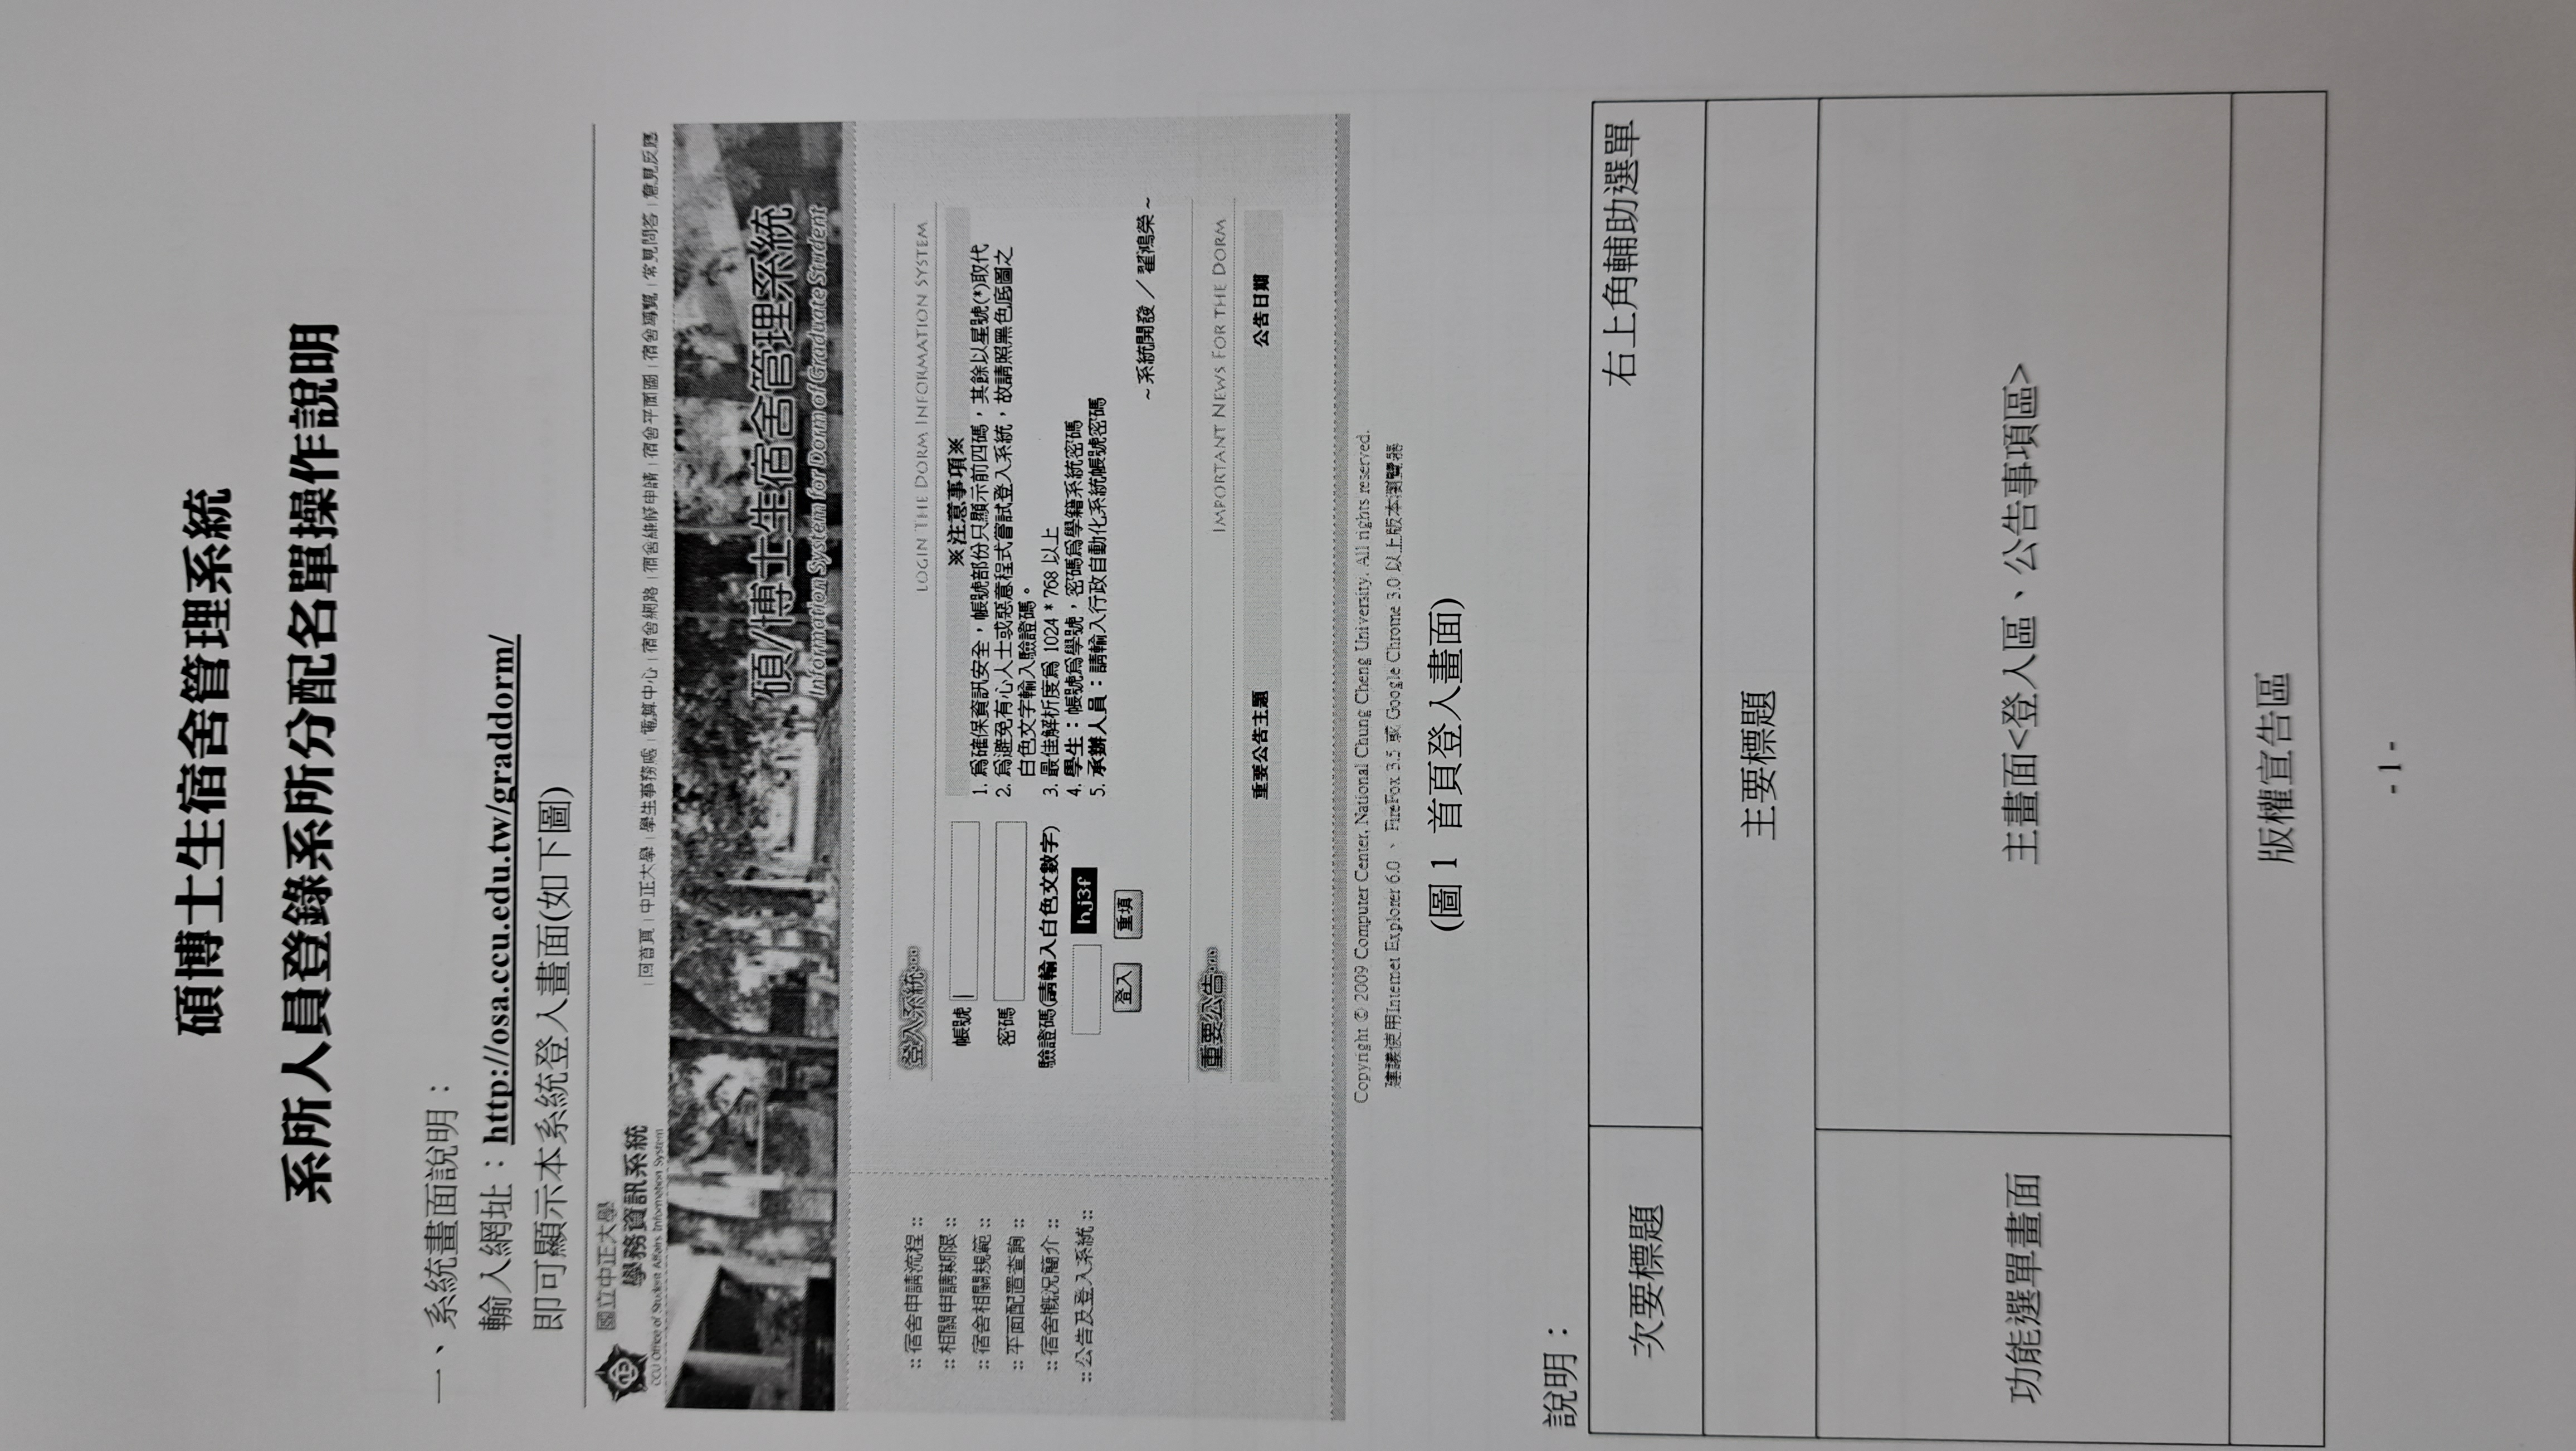 碩博士生宿舍管理系統
系所人員登錄系所分配名單操作說明
一、系統畫面說明：
輸入網址：http://osa.ccu.edu.tw/graddorm/
即可顯示本系統登入畫面(如下圖)
國立中正大學
學務資訊系統
CCU Office of Student Affairs Information System
|回首頁|中正大學|學生事務處|電算中心|宿舍網路|宿舍維修申請|宿舍平面圖|宿舍導覽|常見問答|意見反應
碩/博士生宿舍管理系統
Information System for Dorm of Graduate Student
:: 宿舍申請流程 ::
:: 相關申請期限 ::
:: 宿舍相關規範 ::
:: 平面配置查詢 ::
:: 宿舍概況簡介 ::
:: 公告及登入系統 ::
登入系統...
LOGIN THE DORM INFORMATION SYSTEM
帳號
密碼
驗證碼(請輸入白色文數字)
hj3f
登入 重填
※注意事項※
1. 為確保資訊安全，帳號部份只顯示前四碼，其餘以星號(*)取代
2. 為避免有心人士或惡意程式嘗試登入系統，故請照黑色底圖之
白色文字輸入驗證碼。
3. 最佳解析度為 1024 * 768 以上
4. 學生：帳號為學號，密碼為學籍系統密碼
5. 承辦人員：請輸入行政自動化系統帳號密碼
~系統開發／翟鴻榮~
重要公告...
IMPORTANT NEWS FOR THE DORM
重要公告主題 公告日期
Copyright © 2009 Computer Center, National Chung Cheng University. All rights reserved.
建議使用Internet Explorer 6.0 、 FireFox 3.5 或 Google Chrome 3.0 以上版本瀏覽器
(圖 1 首頁登入畫面)
說明：
次要標題
右上角輔助選單
主要標題
功能選單畫面
主畫面<登入區、公告事項區>
版權宣告區
- 1 -